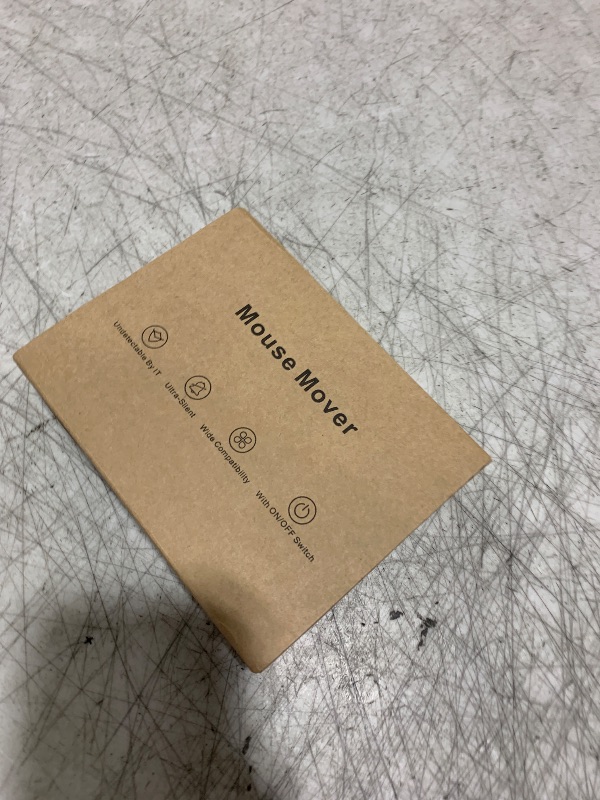 Mouse Mover
Undetectable By IT
Ultra-Silent
Wide Compatibility
With ON/OFF Switch